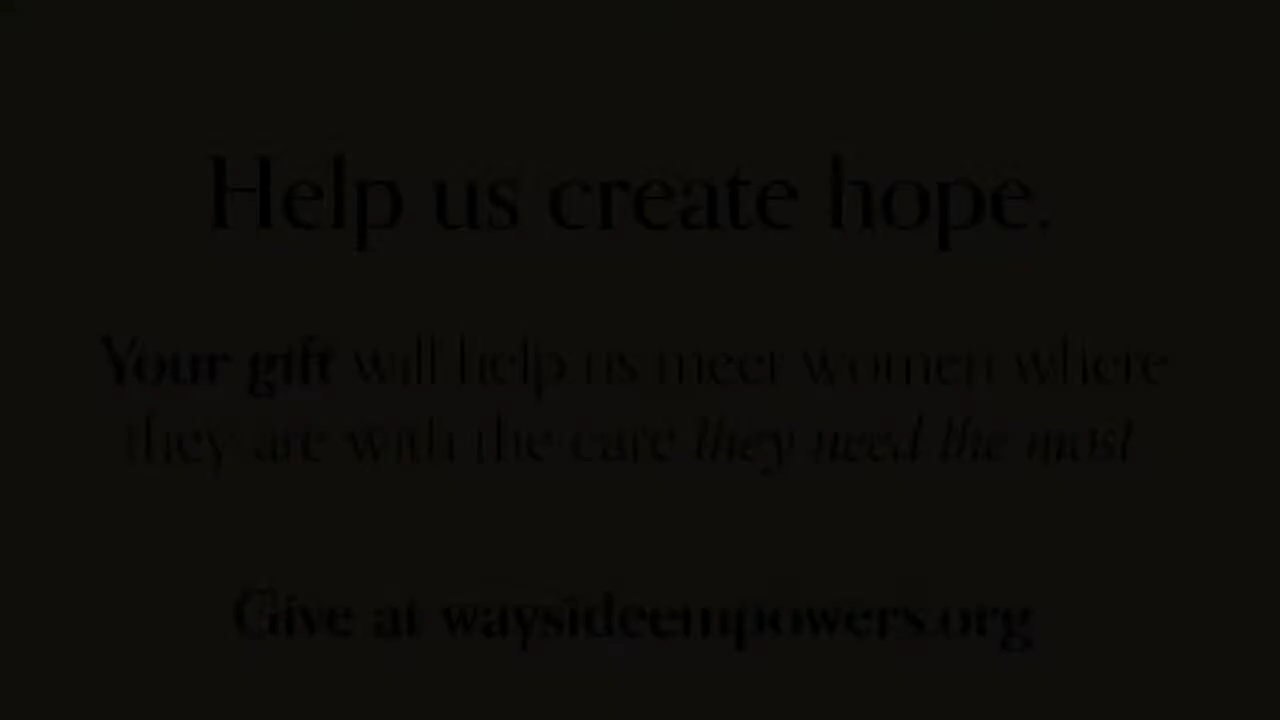 Help us create hope.
Your gift will help us meet women where
they are with the care they need the most
Give at waysideempowers.org